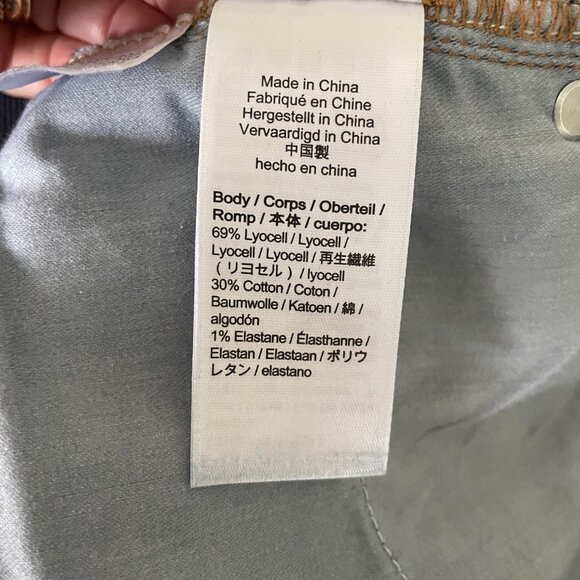 Made in China
Fabriqué en Chine
Hergestellt in China
Vervaardigd in China
中国製
hecho en china
Body / Corps / Oberteil /
Romp / 本体 / cuerpo:
69% Lyocell / Lyocell /
Lyocell / Lyocell / 再生繊維
（リヨセル）/ lyocell
30% Cotton / Coton /
Baumwolle / Katoen / 綿 /
algodón
1% Elastane / Élasthanne /
Elastan / Elastaan / ポリウ
レタン / elastano